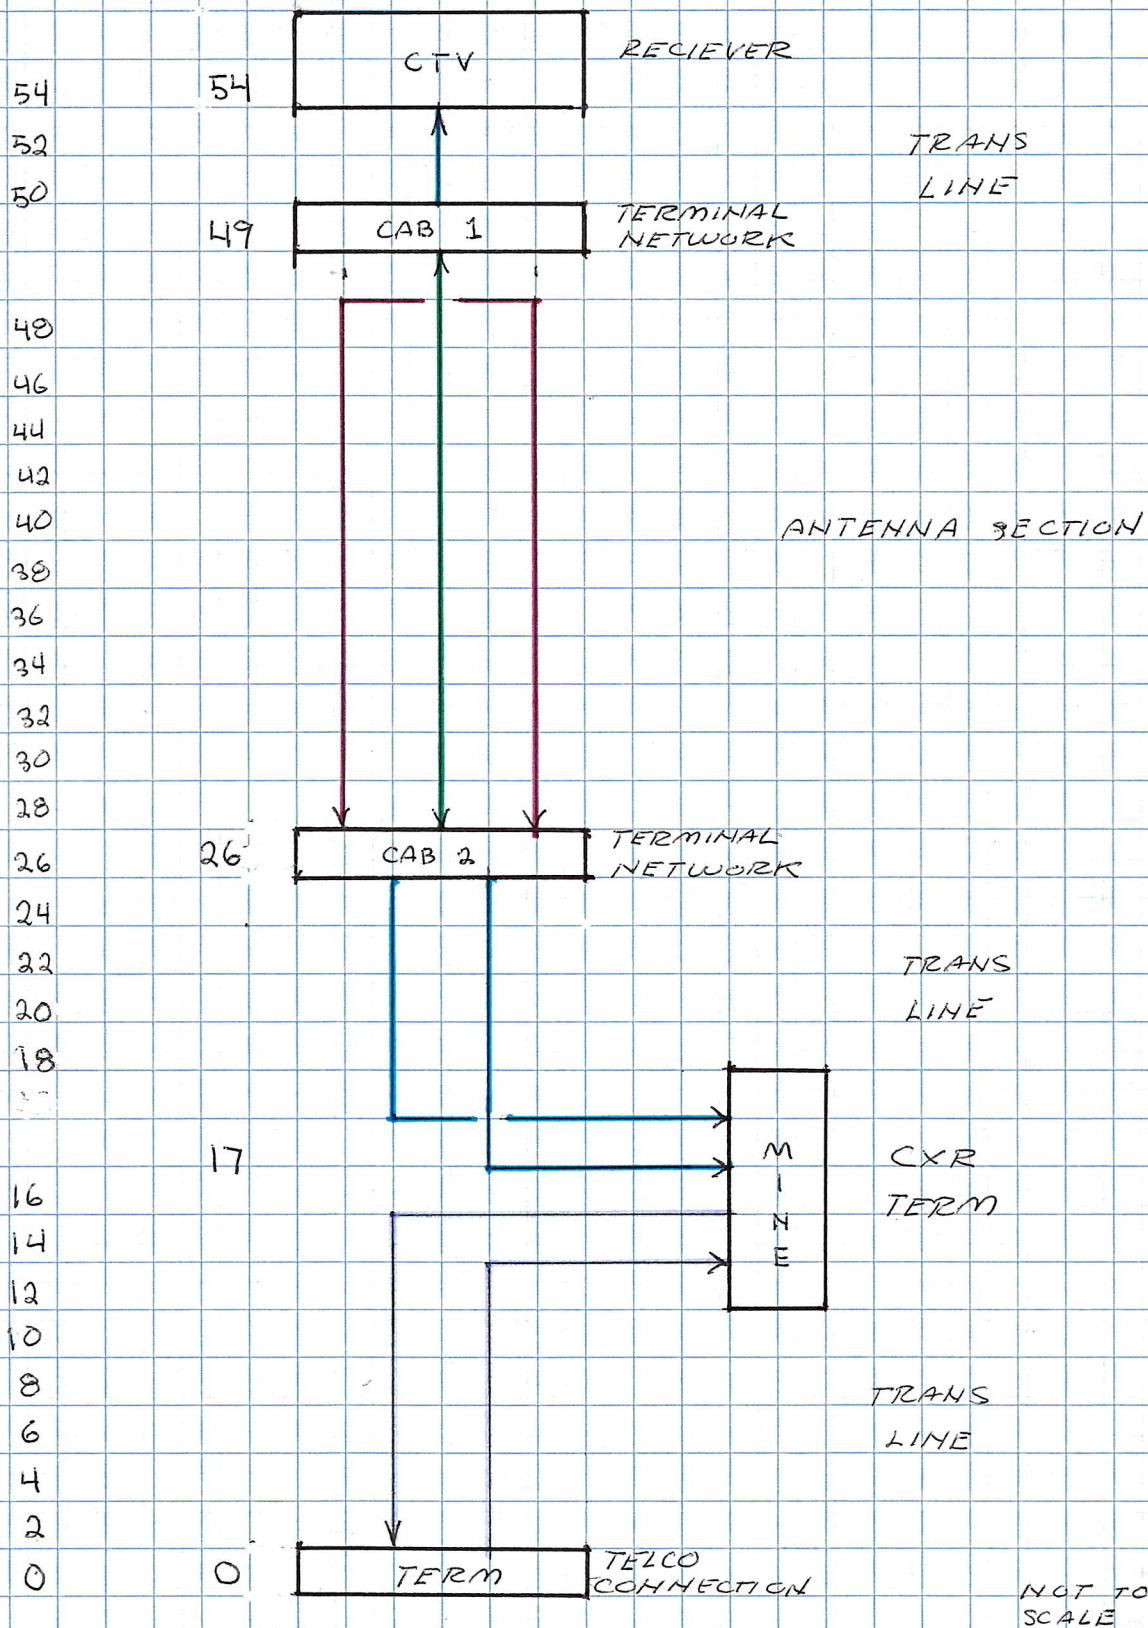 CTV
RECIEVER
54
54
52
TRANS
LINE
50
49
CAB 1
TERMINAL
NETWORK
48
46
44
42
40
ANTENNA SECTION
38
36
34
32
30
28
26
26
CAB 2
TERMINAL
NETWORK
24
22
TRANS
20
LINE
18
17
MINE
CXR
TERM
16
14
12
10
8
TRANS
6
LINE
4
2
0
0
TERM
TELCO
CONNECTION
NOT TO
SCALE